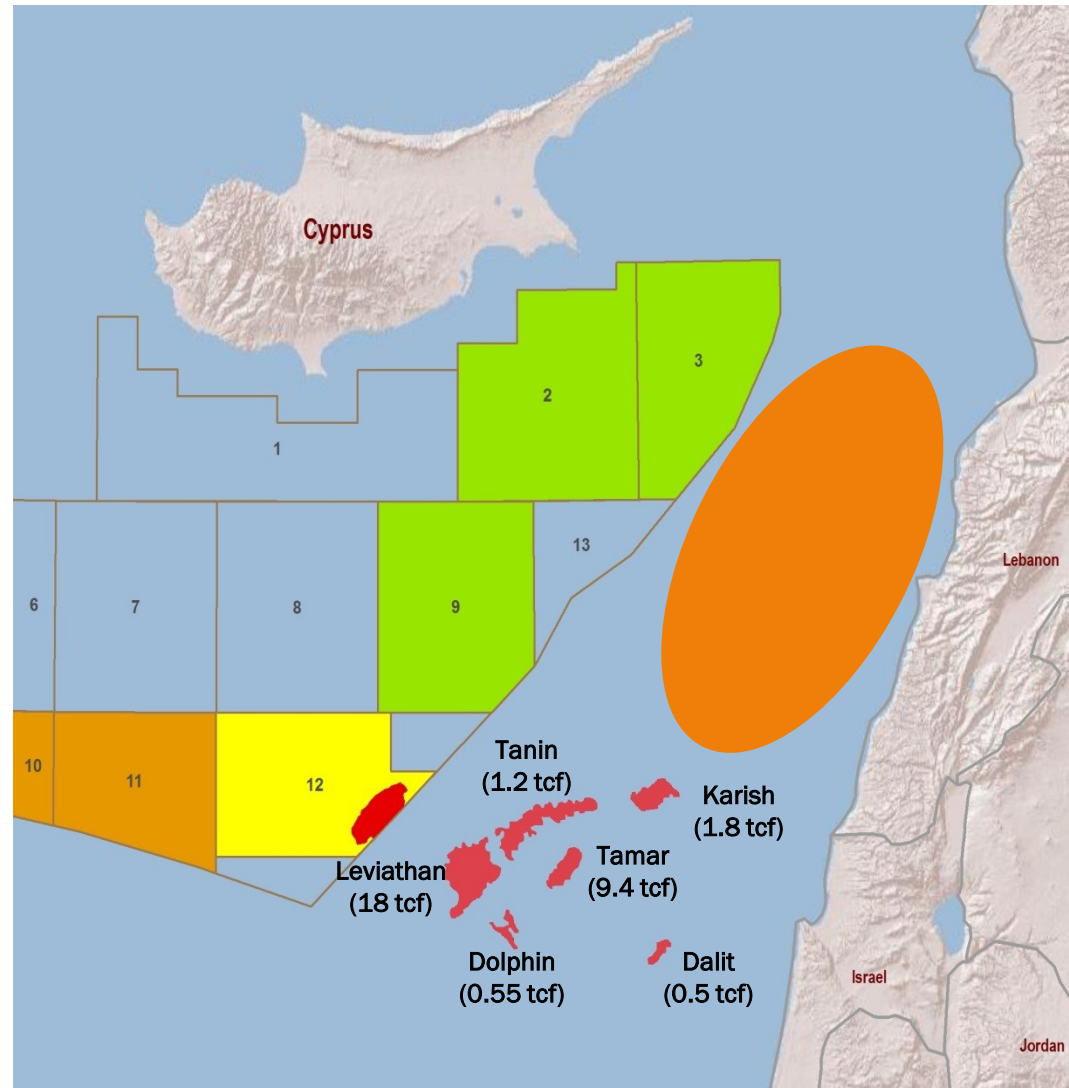 Cyprus
3
2
1
13
Lebanon
6
7
8
9
10
11
12
Tanin
(1.2 tcf)
Karish
(1.8 tcf)
Leviathan
(18 tcf)
Tamar
(9.4 tcf)
Dolphin
(0.55 tcf)
Dalit
(0.5 tcf)
Israel
Jordan